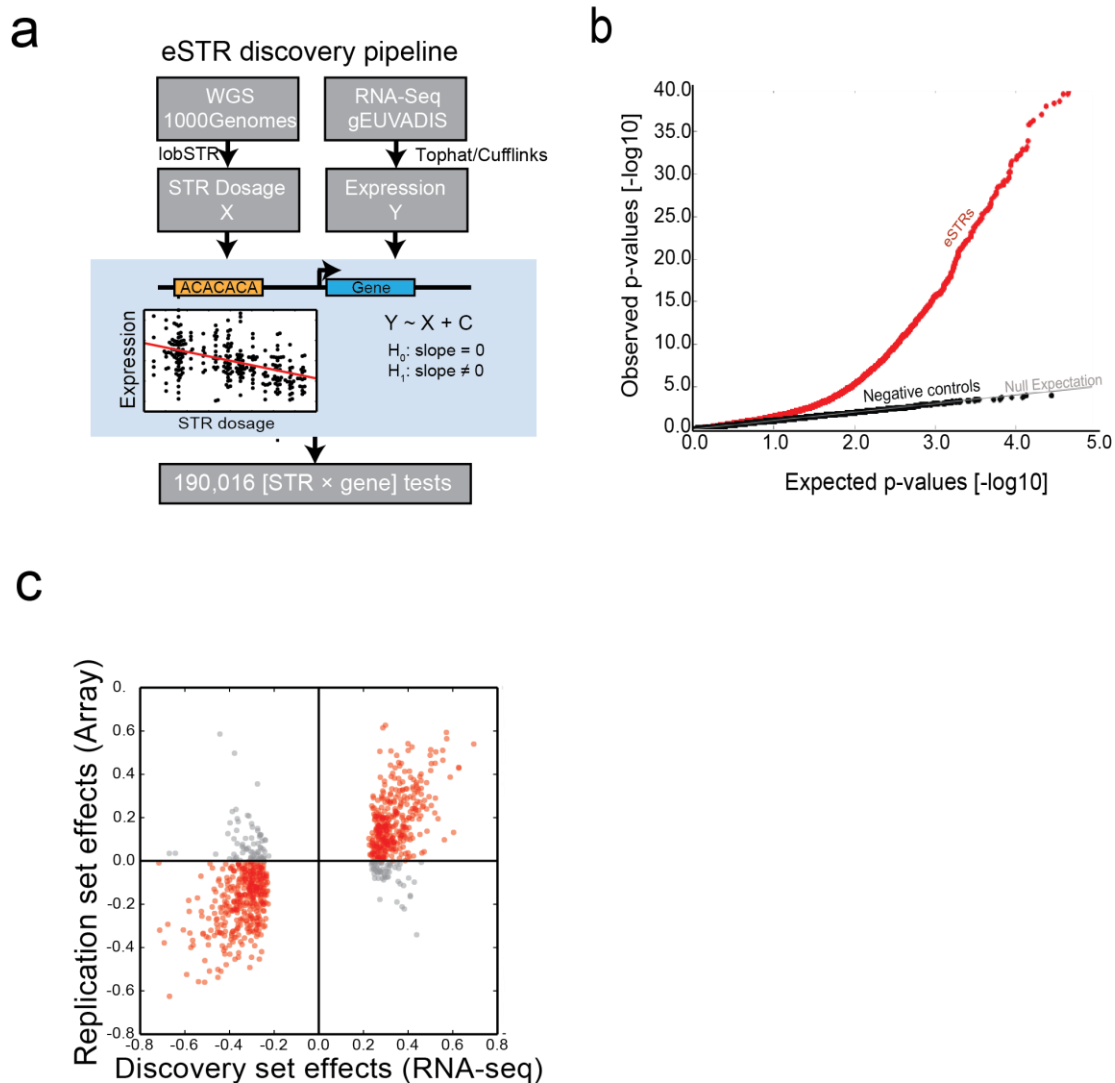 a
eSTR discovery pipeline
WGS
1000Genomes
RNA-Seq
gEUVADIS
lobSTR
Tophat/Cufflinks
STR Dosage
X
Expression
Y
ACACACA
Gene
Expression
STR dosage
Y ~ X + C
H0: slope = 0
H1: slope ≠ 0
190,016 [STR × gene] tests
b
Observed p-values [-log10]
40.0
35.0
30.0
25.0
20.0
15.0
10.0
5.0
0.0
eSTRs
Negative controls
Null Expectation
0.0 1.0 2.0 3.0 4.0 5.0
Expected p-values [-log10]
c
Replication set effects (Array)
0.
0.6
0.4
0.2
0.0
-0.2
-0.4
-0.6
-0.8
-0.8 -0.6 -0.4 -0.2 0.0 0.2 0.4 0.6 0.8
Discovery set effects (RNA-seq)